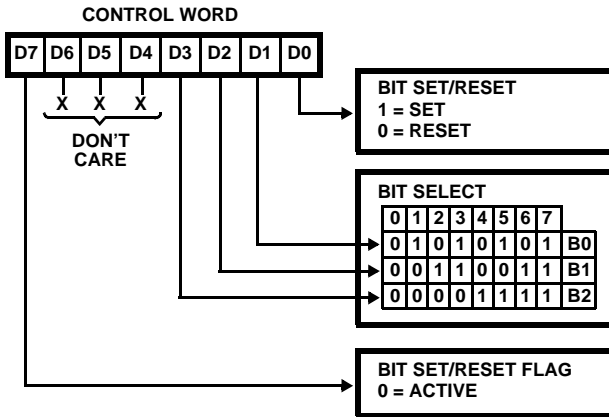 CONTROL WORD
D7 D6 D5 D4 D3 D2 D1 D0
X X X
DON'T
CARE
BIT SET/RESET
1 = SET
0 = RESET
BIT SELECT
0 1 2 3 4 5 6 7
0 1 0 1 0 1 0 1 B0
0 0 1 1 0 0 1 1 B1
0 0 0 0 1 1 1 1 B2
BIT SET/RESET FLAG
0 = ACTIVE